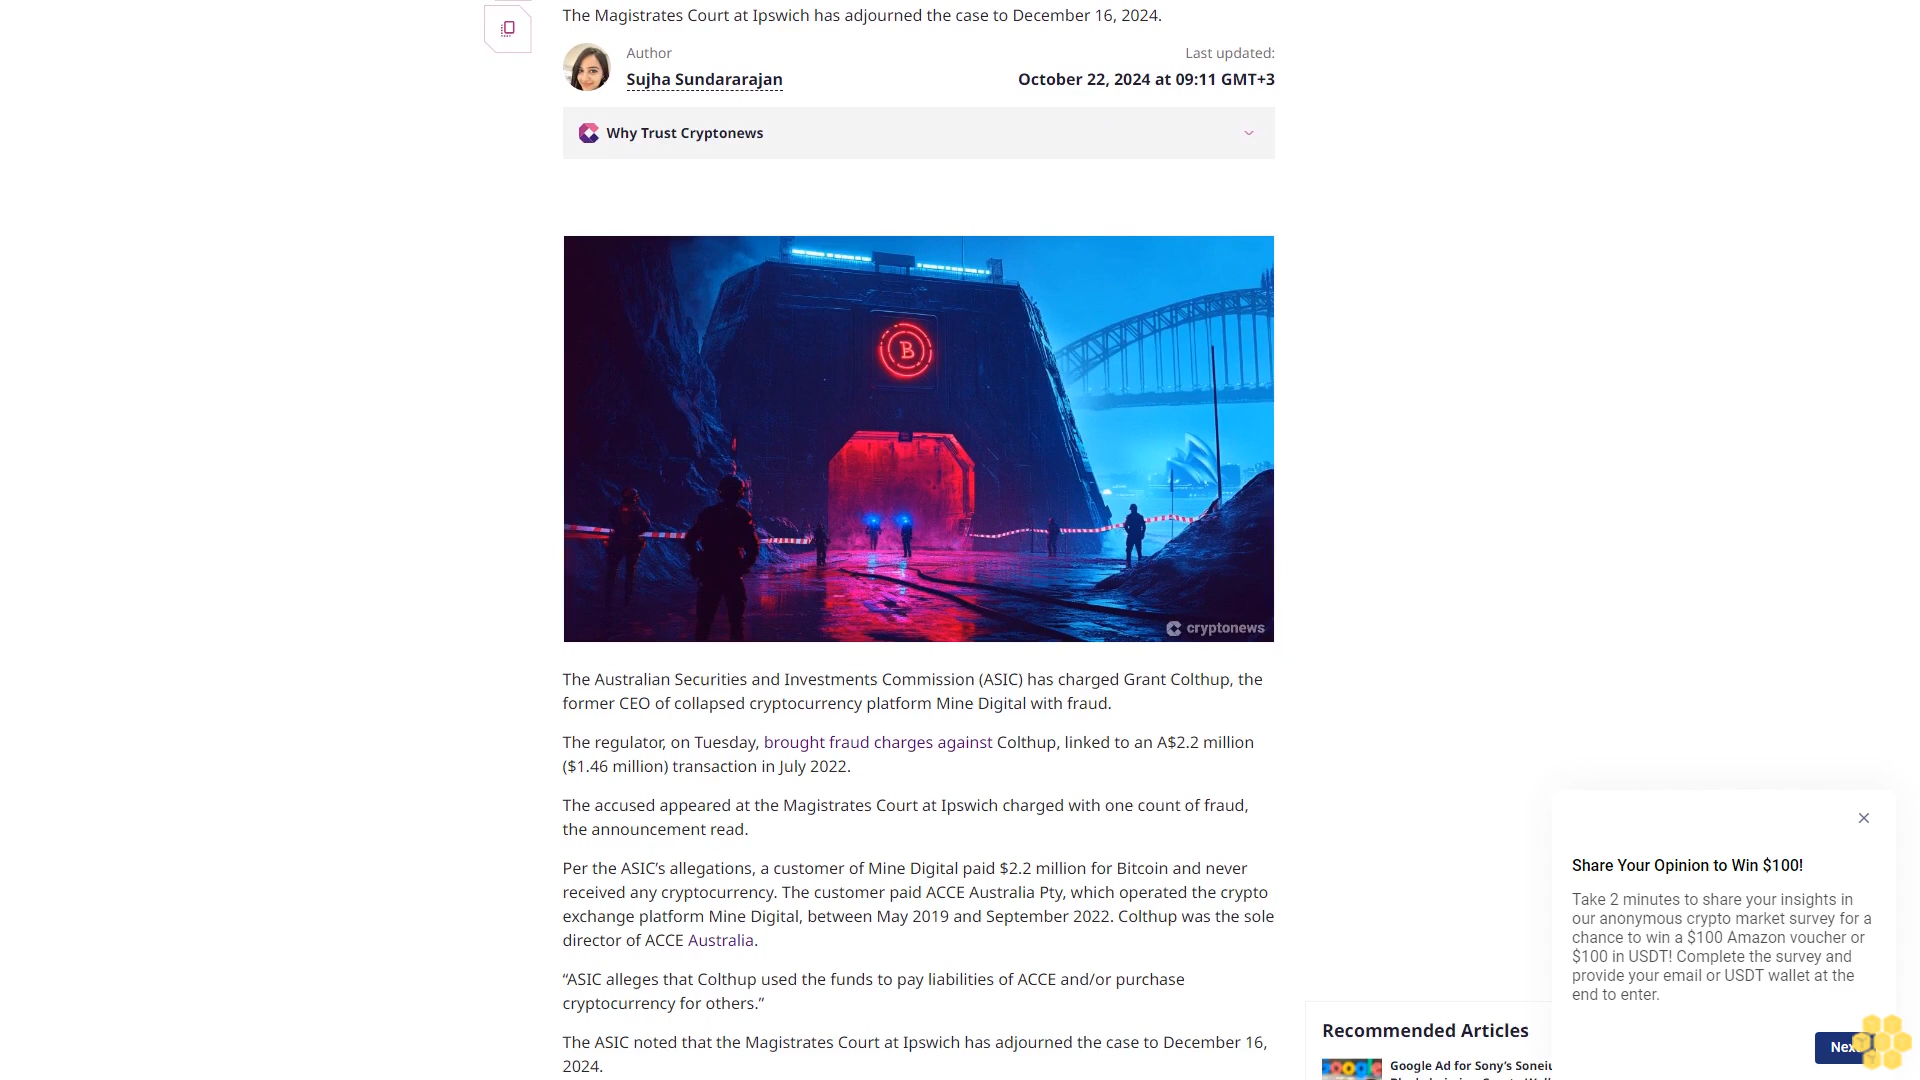 The Magistrates Court at Ipswich has adjourned the case to December 16, 2024.
Author
Sujha Sundararajan
Last updated:
October 22, 2024 at 09:11 GMT+3
Why Trust Cryptonews
B
cryptonews
The Australian Securities and Investments Commission (ASIC) has charged Grant Colthup, the
former CEO of collapsed cryptocurrency platform Mine Digital with fraud.
The regulator, on Tuesday, brought fraud charges against Colthup, linked to an A$2.2 million
($1.46 million) transaction in July 2022.
The accused appeared at the Magistrates Court at Ipswich charged with one count of fraud,
the announcement read.
Per the ASIC’s allegations, a customer of Mine Digital paid $2.2 million for Bitcoin and never
received any cryptocurrency. The customer paid ACCE Australia Pty, which operated the crypto
exchange platform Mine Digital, between May 2019 and September 2022. Colthup was the sole
director of ACCE Australia.
“ASIC alleges that Colthup used the funds to pay liabilities of ACCE and/or purchase
cryptocurrency for others.”
The ASIC noted that the Magistrates Court at Ipswich has adjourned the case to December 16,
2024.
Share Your Opinion to Win $100!
Take 2 minutes to share your insights in
our anonymous crypto market survey for a
chance to win a $100 Amazon voucher or
$100 in USDT! Complete the survey and
provide your email or USDT wallet at the
end to enter.
Recommended Articles
Google Ad for Sony’s